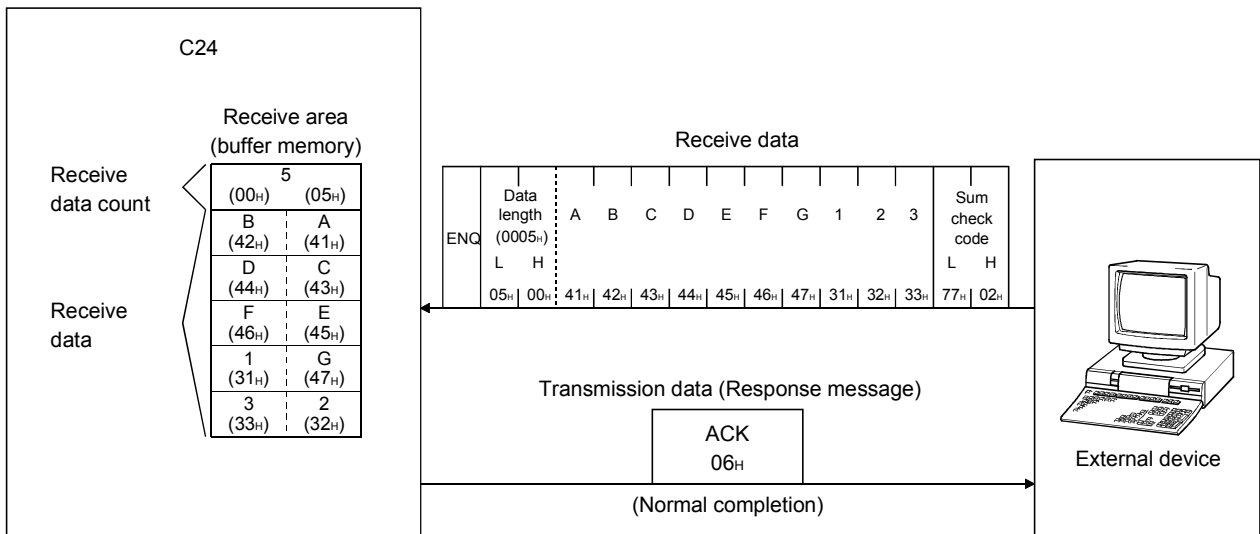 C24
Receive area
(buffer memory)
Receive
data count
5
(00H) (05H)
B A
(42H) (41H)
D C
(44H) (43H)
Receive
data
F E
(46H) (45H)
1 G
(31H) (47H)
3 2
(33H) (32H)
Receive data
ENQ
Data
length
(0005H)
L H
A B C D E F G 1 2 3
Sum
check
code
L H
05H 00H 41H 42H 43H 44H 45H 46H 47H 31H 32H 33H 77H 02H
Transmission data (Response message)
ACK
06H
(Normal completion)
External device